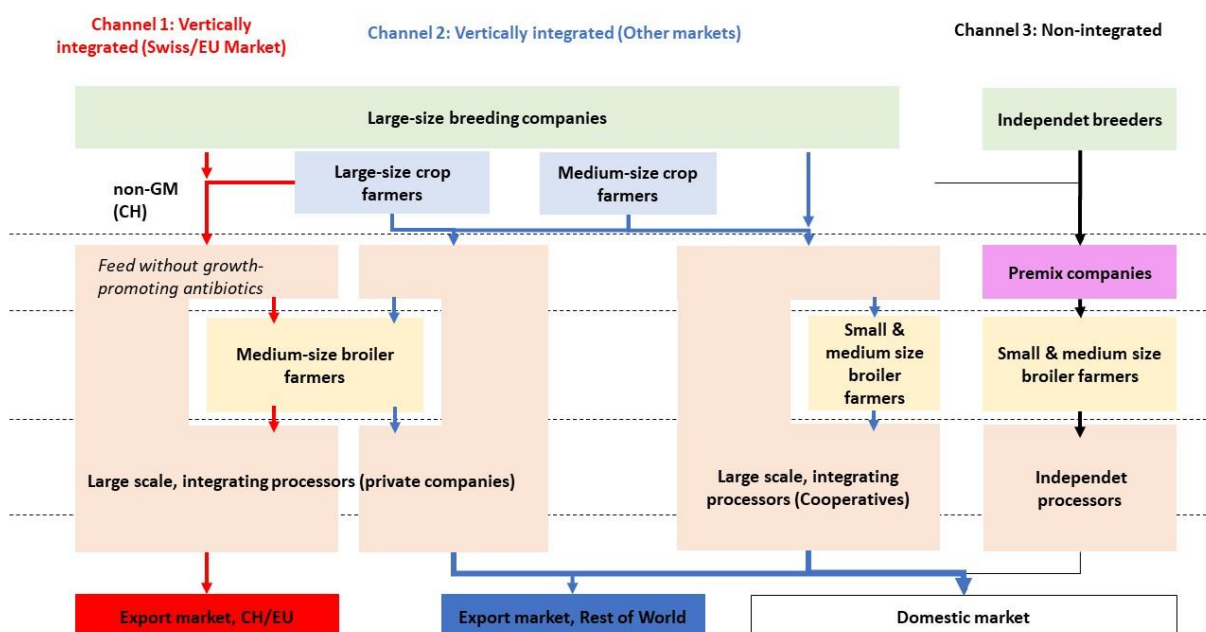 Channel 1: Vertically
integrated (Swiss/EU Market)
Channel 2: Vertically integrated (Other markets)
Channel 3: Non-integrated
Large-size breeding companies
Independet breeders
non-GM
(CH)
Large-size crop
farmers
Medium-size crop
farmers
Feed without growth-
promoting antibiotics
Premix companies
Medium-size broiler
farmers
Small &
medium size
broiler
farmers
Small & medium size
broiler farmers
Large scale, integrating processors (private companies)
Large scale, integrating
processors (Cooperatives)
Independet
processors
Export market, CH/EU
Export market, Rest of World
Domestic market